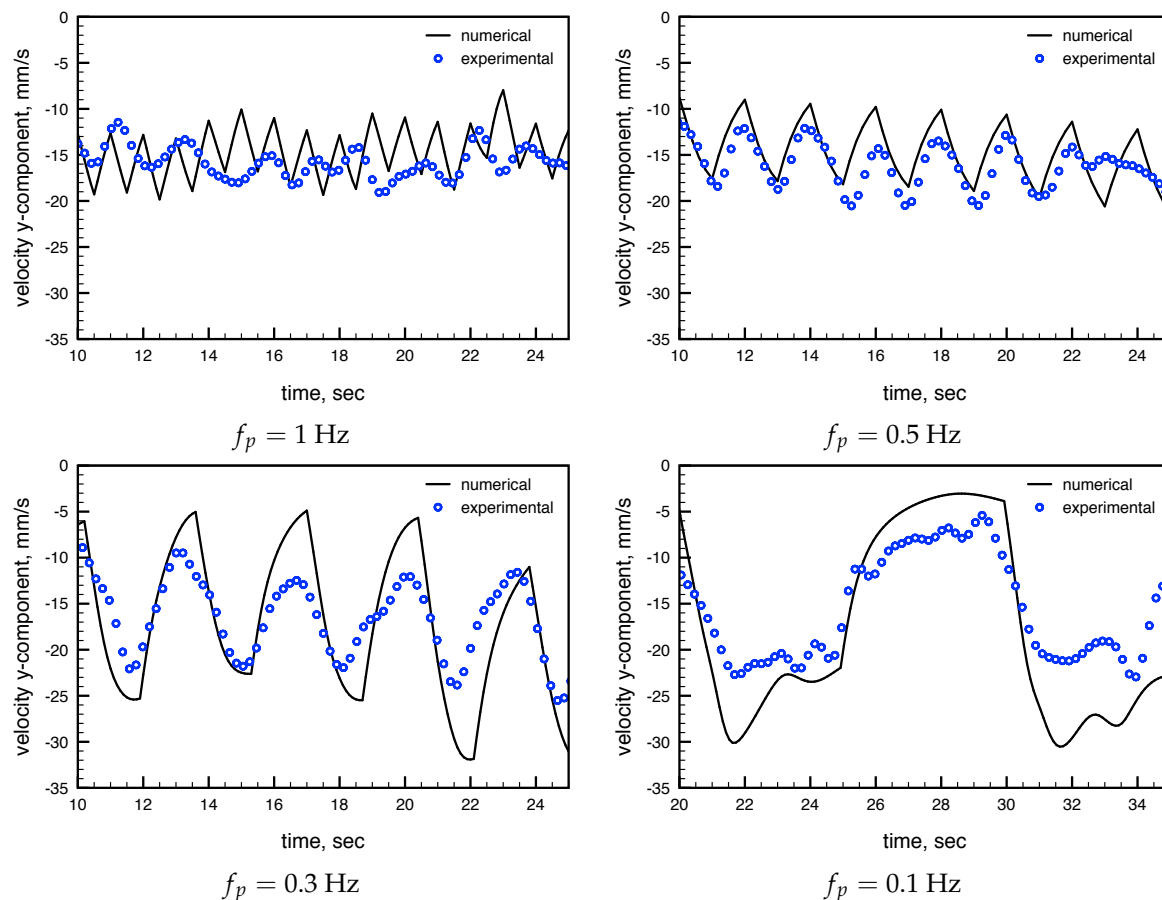 0
-5
-10
-15
-20
-25
-30
-35
velocity y-component, mm/s
numerical
experimental
10 12 14 16 18 20 22 24
time, sec
f_p = 1 Hz
0
-5
-10
-15
-20
-25
-30
-35
velocity y-component, mm/s
numerical
experimental
10 12 14 16 18 20 22 24
time, sec
f_p = 0.5 Hz
0
-5
-10
-15
-20
-25
-30
-35
velocity y-component, mm/s
numerical
experimental
10 12 14 16 18 20 22 24
time, sec
f_p = 0.3 Hz
0
-5
-10
-15
-20
-25
-30
-35
velocity y-component, mm/s
numerical
experimental
20 22 24 26 28 30 32 34
time, sec
f_p = 0.1 Hz